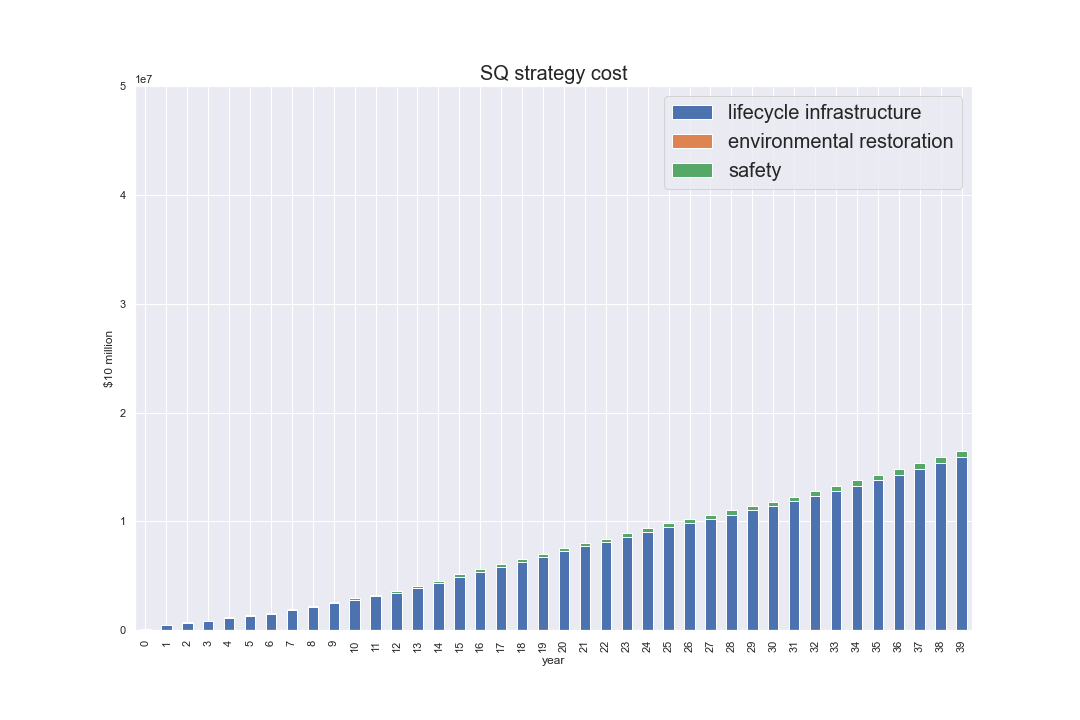 SQ strategy cost
1e7
5
4
3
2
1
0
$10 million
lifecycle infrastructure
environmental restoration
safety
0 1 2 3 4 5 6 7 8 9 10 11 12 13 14 15 16 17 18 19 20 21 22 23 24 25 26 27 28 29 30 31 32 33 34 35 36 37 38 39
year